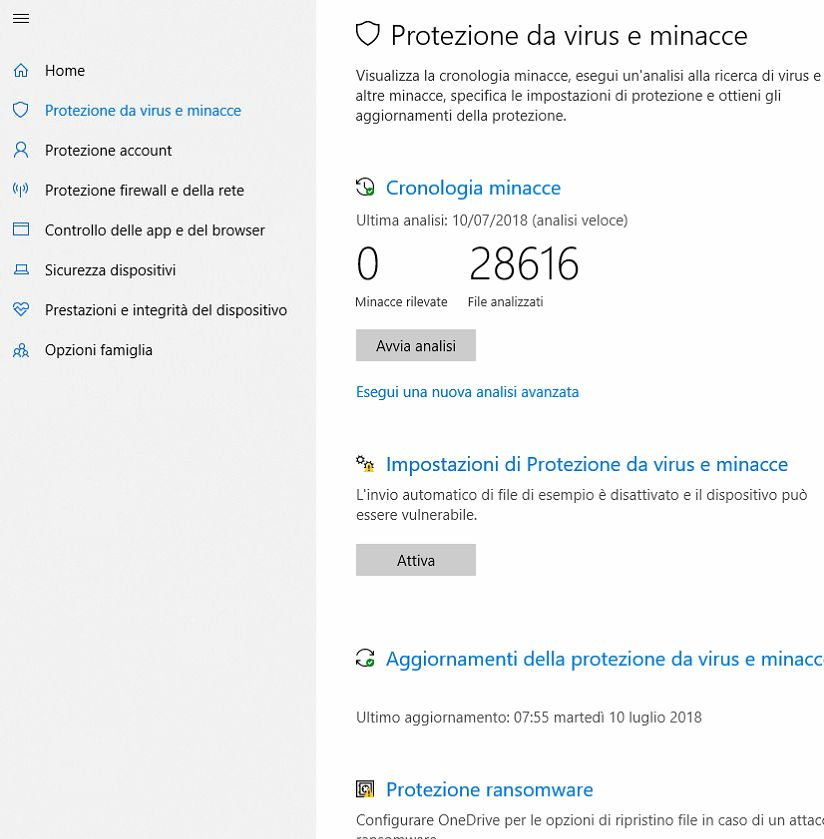 Home
Protezione da virus e minacce
Protezione account
Protezione firewall e della rete
Controllo delle app e del browser
Sicurezza dispositivi
Prestazioni e integrità del dispositivo
Opzioni famiglia
Protezione da virus e minacce
Visualizza la cronologia minacce, esegui un'analisi alla ricerca di virus e
altre minacce, specifica le impostazioni di protezione e ottieni gli
aggiornamenti della protezione.
Cronologia minacce
Ultima analisi: 10/07/2018 (analisi veloce)
0 28616
Minacce rilevate File analizzati
Avvia analisi
Esegui una nuova analisi avanzata
Impostazioni di Protezione da virus e minacce
L'invio automatico di file di esempio è disattivato e il dispositivo può
essere vulnerabile.
Attiva
Aggiornamenti della protezione da virus e minacc
Ultimo aggiornamento: 07:55 martedì 10 luglio 2018
Protezione ransomware
Configurare OneDrive per le opzioni di ripristino file in caso di un attacc